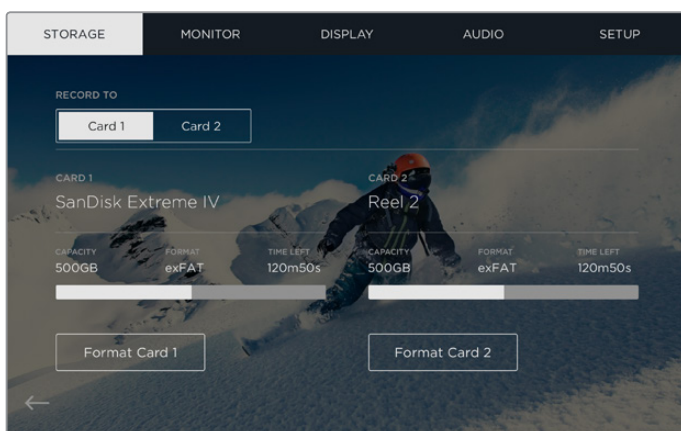 STORAGE MONITOR DISPLAY AUDIO SETUP
RECORD TO
Card 1 Card 2
CARD 1 CARD 2
SanDisk Extreme IV Reel 2
CAPACITY FORMAT TIME LEFT CAPACITY FORMAT TIME LEFT
500GB exFAT 120m50s 500GB exFAT 120m50s
Format Card 1 Format Card 2